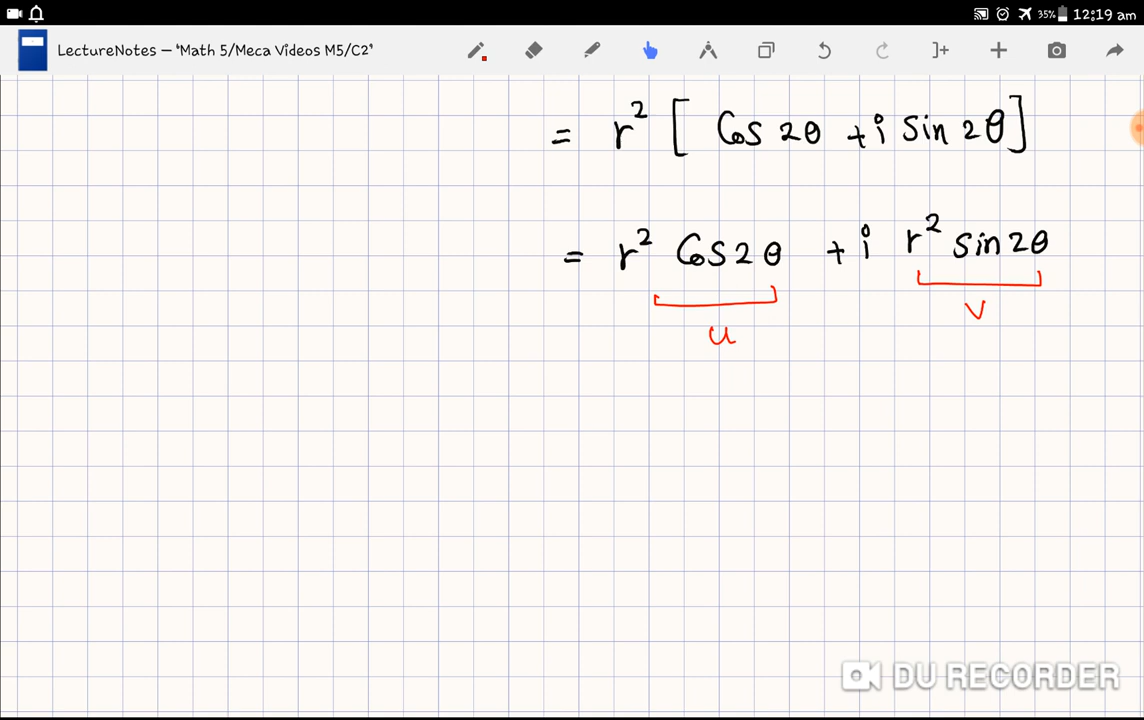 35% 12:19 am
LectureNotes – ‘Math 5/Meca Videos M5/C2’
= r² [ Cos 2θ + i Sin 2θ ]
= r² Cos 2θ + i r² sin 2θ
u
v
DU RECORDER